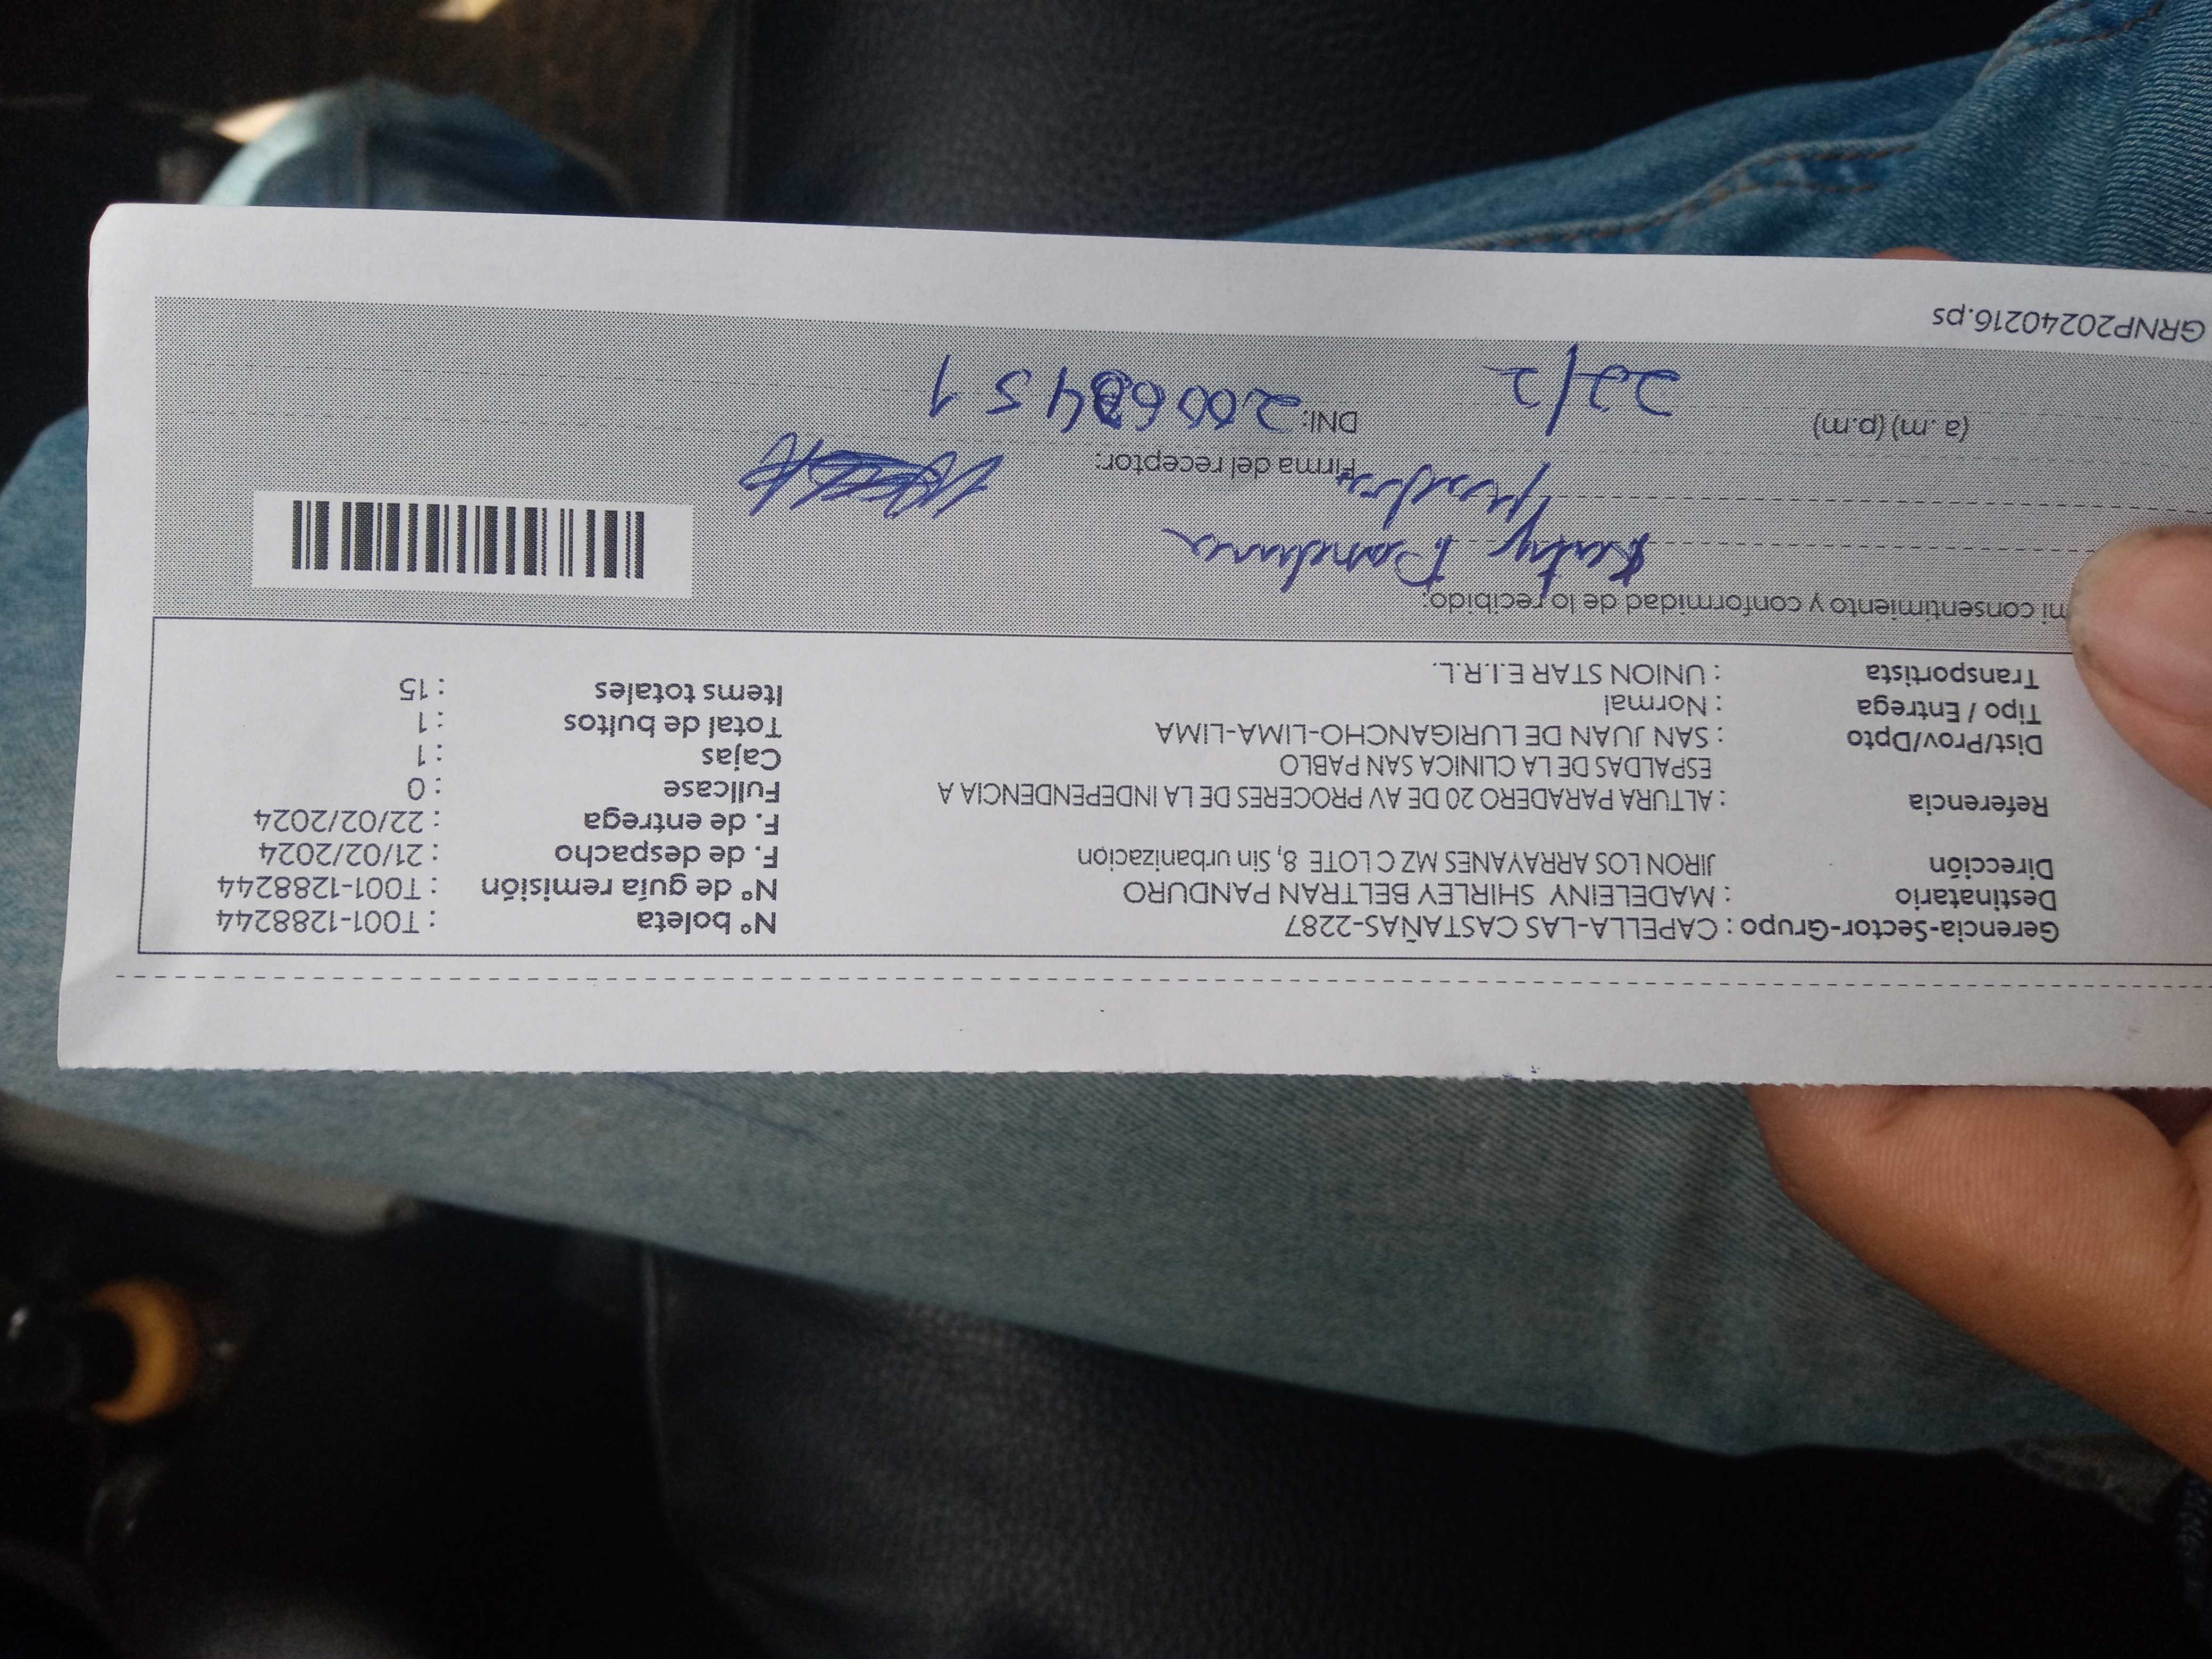 Gerencia-Sector-Grupo : CAPELLA-LAS CASTAÑAS-2287
Destinatario : MADELEINY SHIRLEY BELTRAN PANDURO
Dirección JIRON LOS ARRAYANES MZ C LOTE 8, Sin urbanización
Referencia : ALTURA PARADERO 20 DE AV PROCERES DE LA INDEPENDENCIA A
ESPALDAS DE LA CLINICA SAN PABLO
Dist/Prov/Dpto : SAN JUAN DE LURIGANCHO-LIMA-LIMA
Tipo / Entrega : Normal
Transportista : UNION STAR E.I.R.L.
N° boleta : T001-1288244
N° de guía remisión : T001-1288244
F. de despacho : 21/02/2024
F. de entrega : 22/02/2024
Fullcase : 0
Cajas : 1
Total de bultos : 1
Items totales : 15
mi consentimiento y conformidad de lo recibido:
Firma del receptor:
(a.m) (p.m) 22/2
DNI:
GRNP20240216.ps